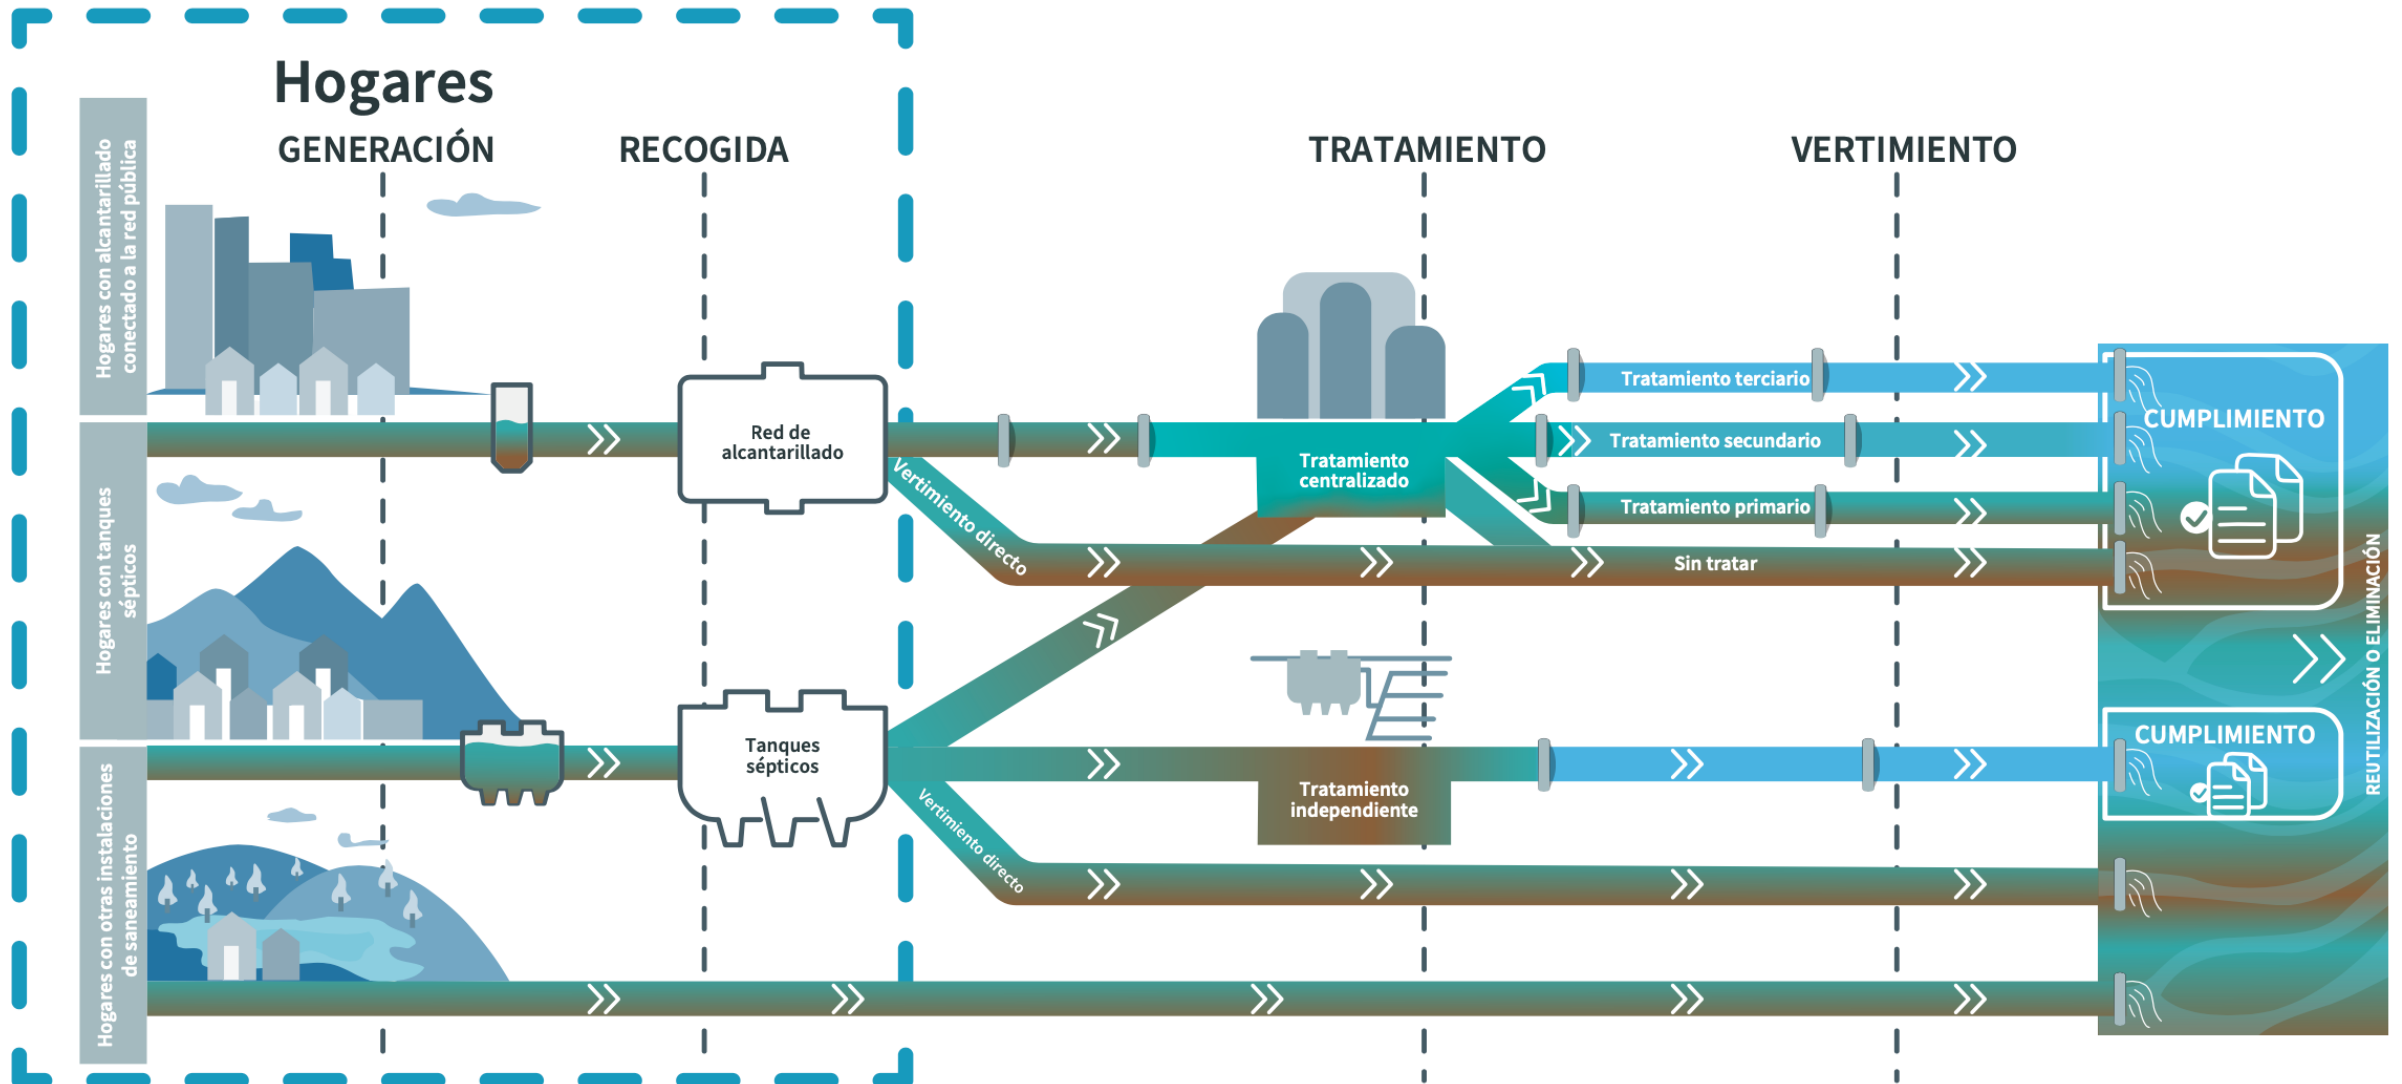 Hogares
GENERACIÓN
RECOGIDA
TRATAMIENTO
VERTIMIENTO
Hogares con alcantarillado
conectado a la red pública
Red de
alcantarillado
Vertimiento directo
Tratamiento
centralizado
Tratamiento terciario
Tratamiento secundario
Tratamiento primario
Sin tratar
CUMPLIMIENTO
Hogares con tanques
sépticos
Tanques
sépticos
Vertimiento directo
Tratamiento
independiente
CUMPLIMIENTO
REUTILIZACIÓN O ELIMINACIÓN
Hogares con otras instalaciones
de saneamiento